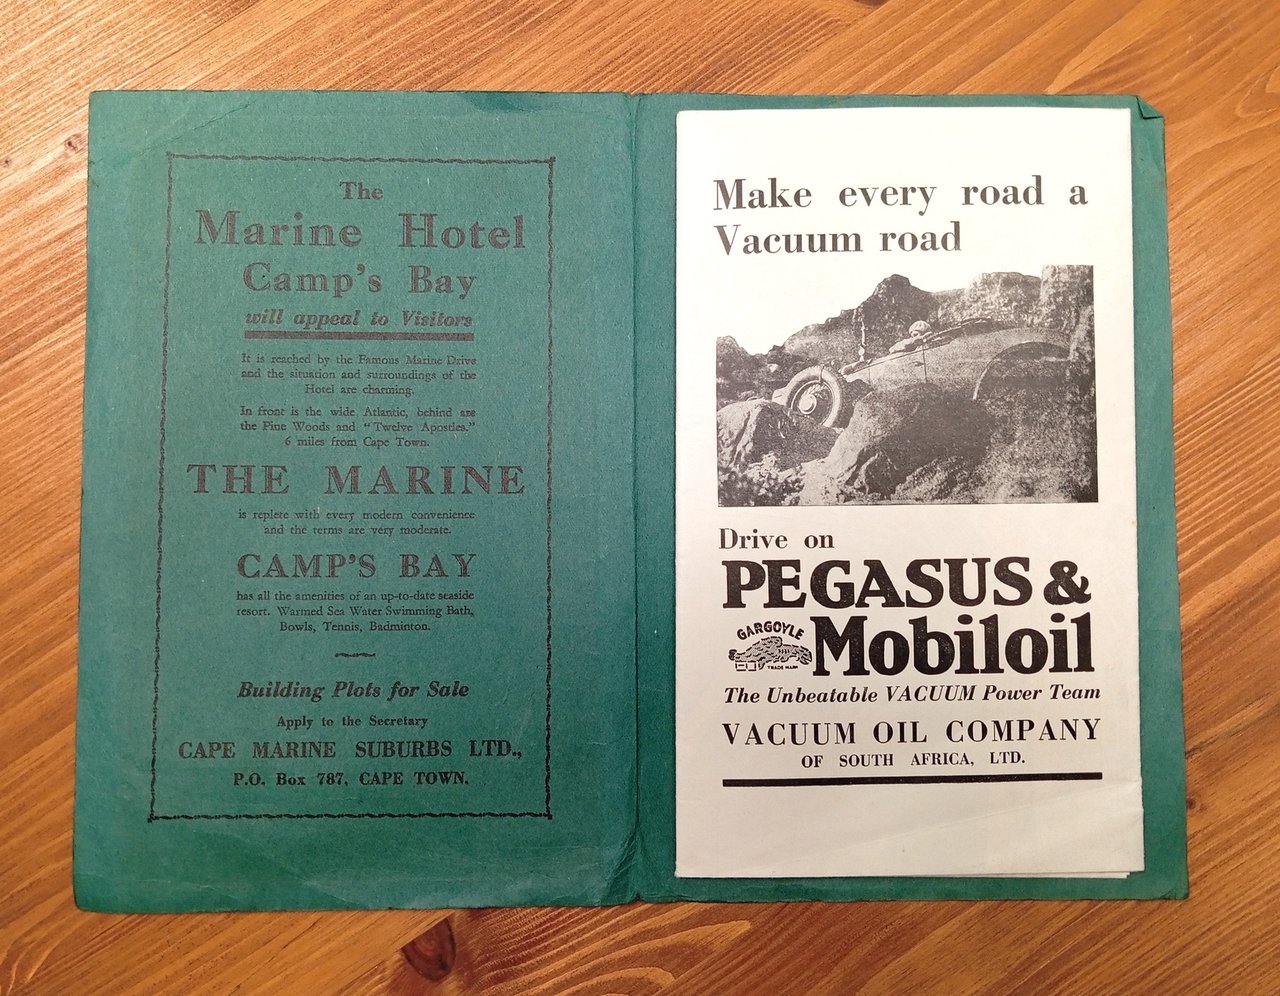 The
Marine Hotel
Camp's Bay
will appeal to Visitors
It is reached by the Famous Marine Drive
and the situation and surroundings of the
Hotel are charming.
In front is the wide Atlantic, behind are
the Pine Woods and "Twelve Apostles."
6 miles from Cape Town.
THE MARINE
is replete with every modern convenience
and the terms are very moderate.
CAMP'S BAY
has all the amenities of an up-to-date seaside
resort. Warmed Sea Water Swimming Bath,
Bowls, Tennis, Badminton.
Building Plots for Sale
Apply to the Secretary
CAPE MARINE SUBURBS LTD.,
P.O. Box 787, CAPE TOWN.
Make every road a
Vacuum road
Drive on
PEGASUS &
GARGOYLE
TRADE MARK
Mobiloil
The Unbeatable VACUUM Power Team
VACUUM OIL COMPANY
OF SOUTH AFRICA, LTD.